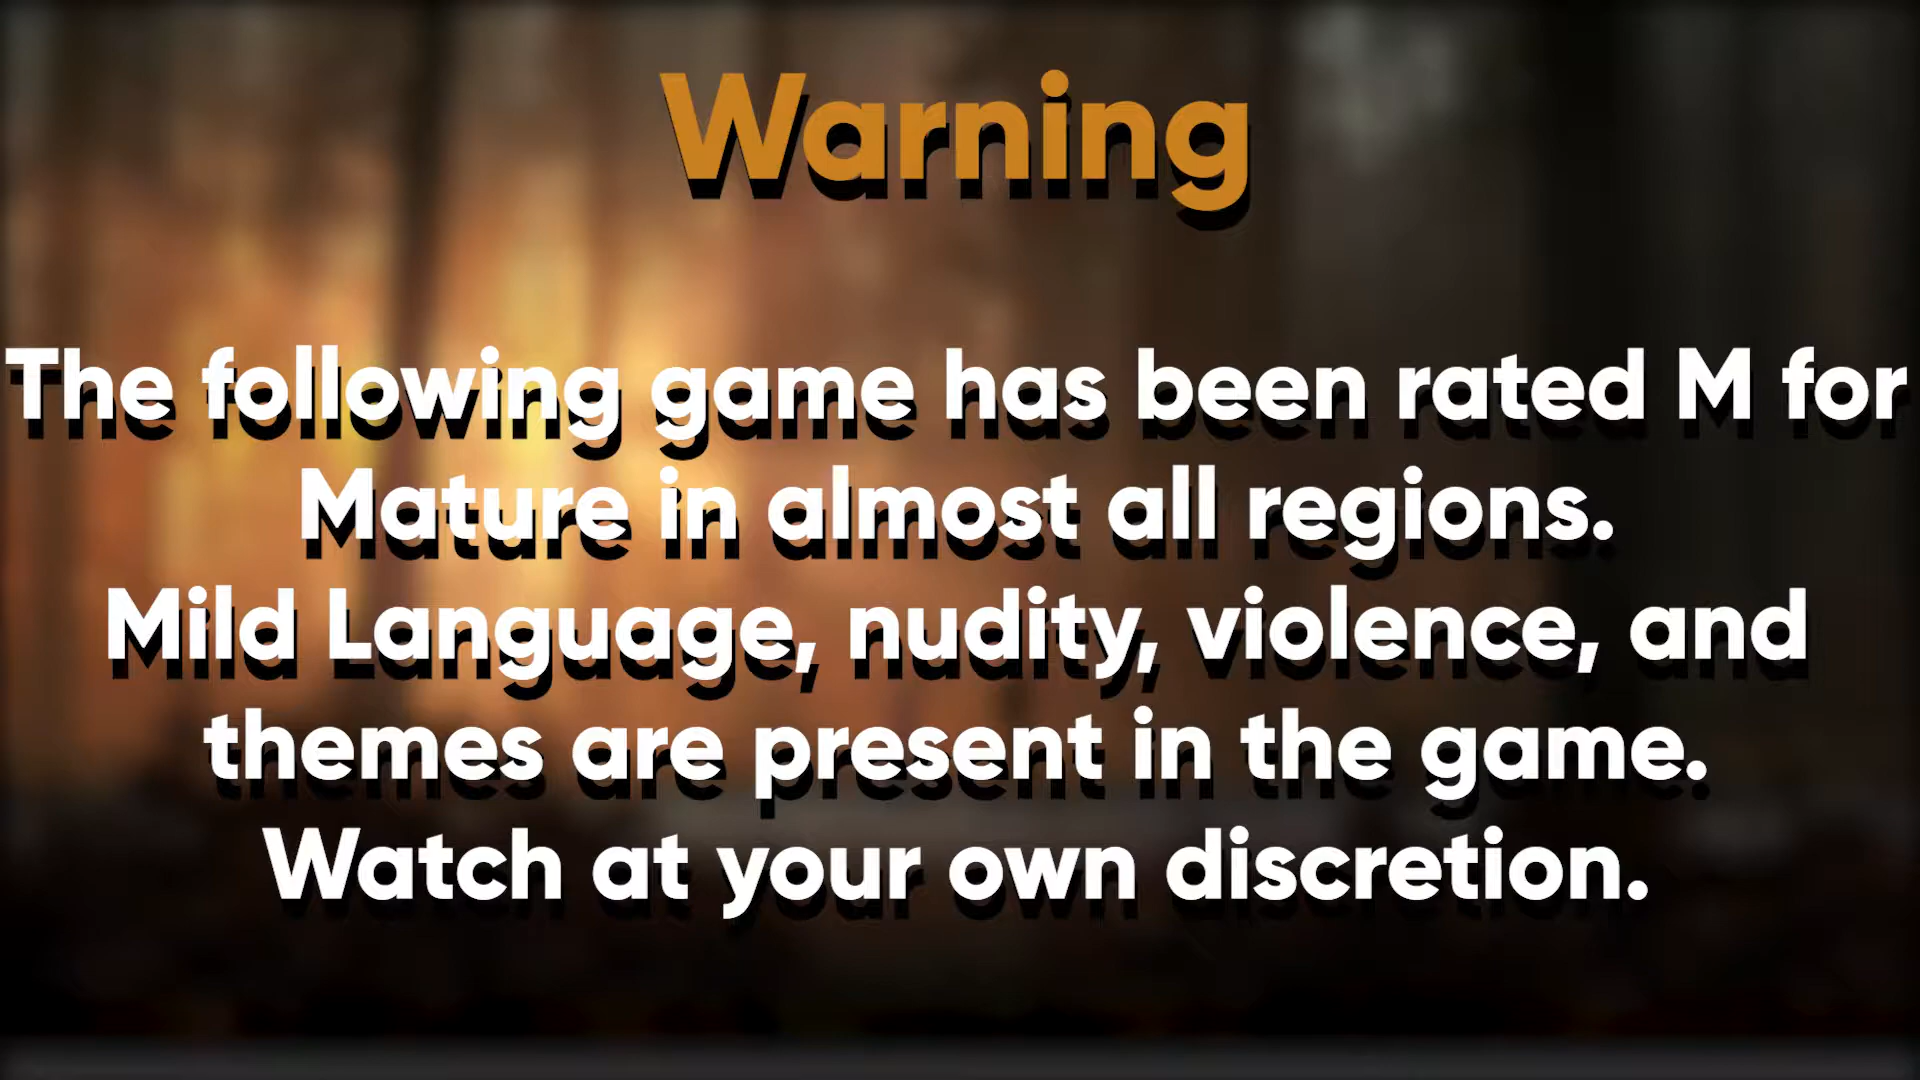 Warning
The following game has been rated M for
Mature in almost all regions.
Mild Language, nudity, violence, and
themes are present in the game.
Watch at your own discretion.